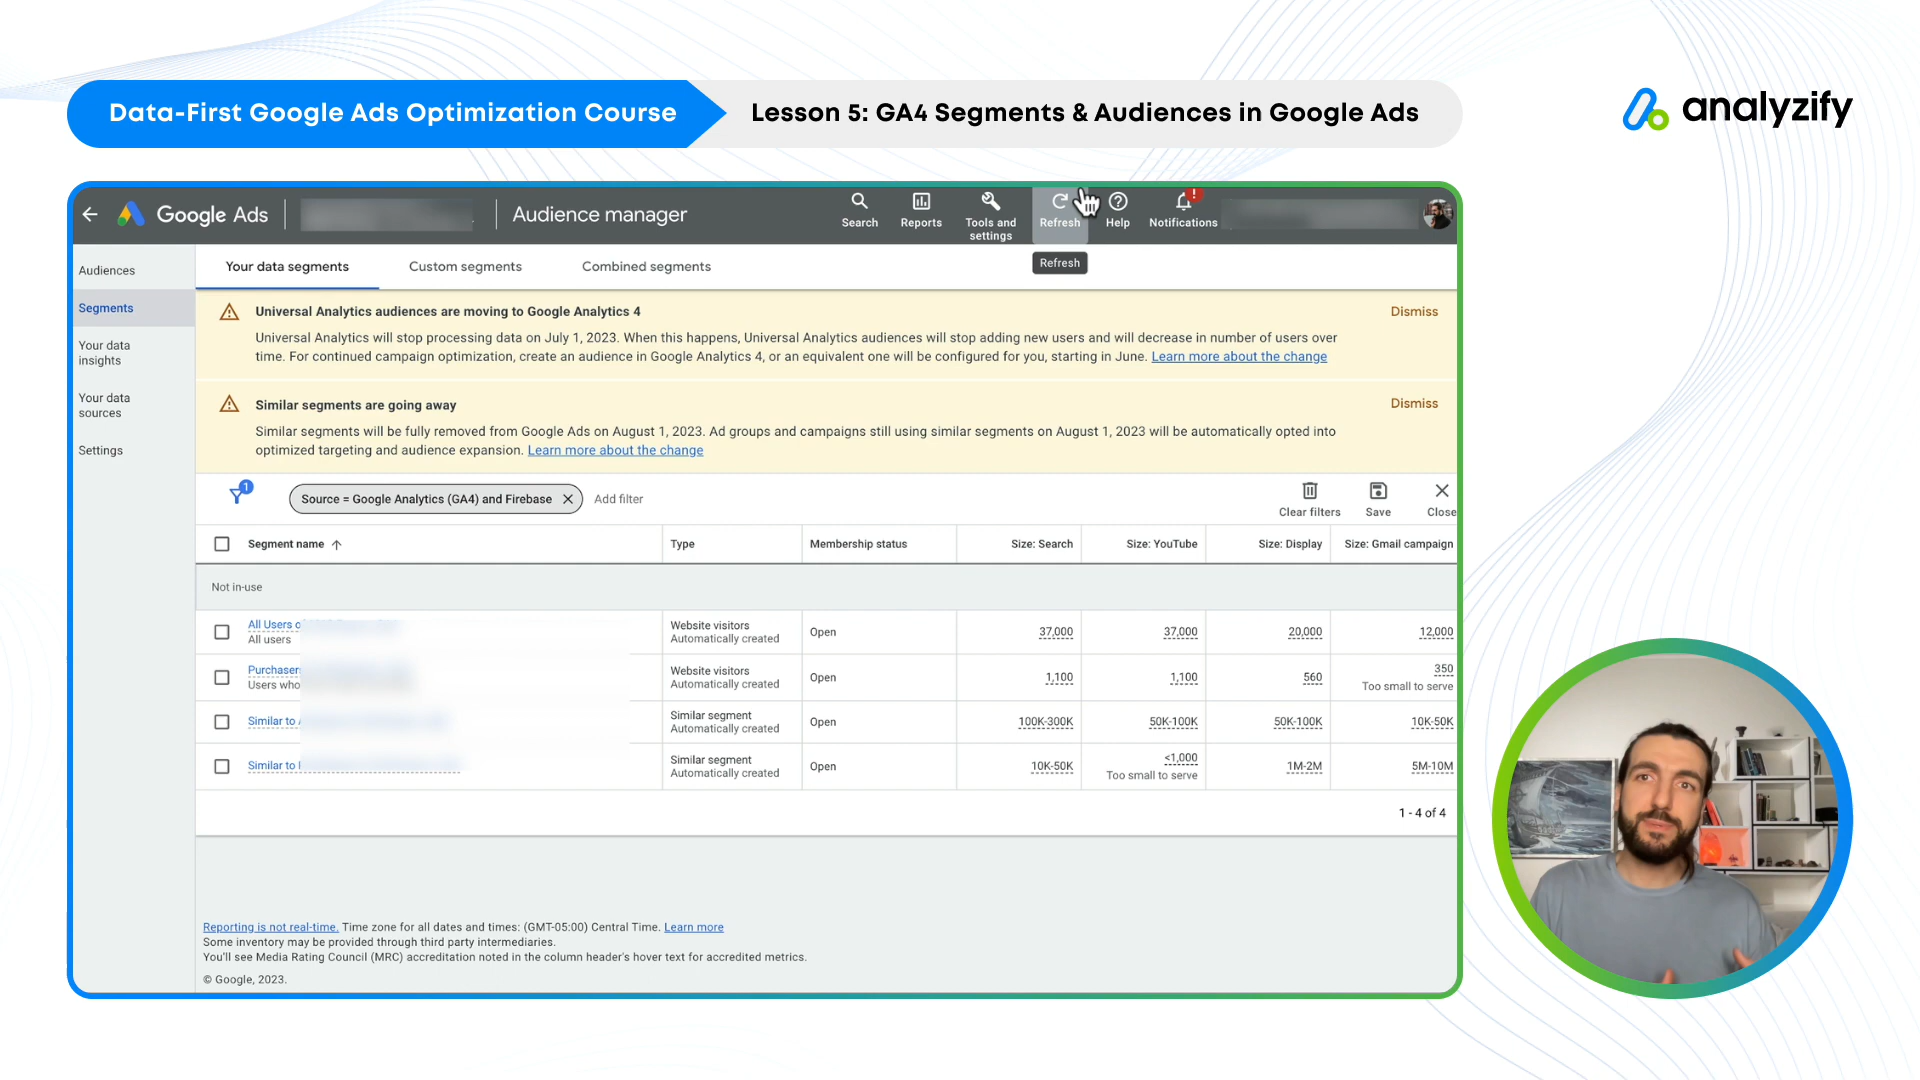 Data-First Google Ads Optimization Course
Lesson 5: GA4 Segments & Audiences in Google Ads
analyzify
Google Ads
Audience manager
Search
Reports
Tools and
settings
Refresh
Help
Notifications
Refresh
Audiences
Segments
Your data
insights
Your data
sources
Settings
Your data segments
Custom segments
Combined segments
Universal Analytics audiences are moving to Google Analytics 4
Dismiss
Universal Analytics will stop processing data on July 1, 2023. When this happens, Universal Analytics audiences will stop adding new users and will decrease in number of users over
time. For continued campaign optimization, create an audience in Google Analytics 4, or an equivalent one will be configured for you, starting in June. Learn more about the change
Similar segments are going away
Dismiss
Similar segments will be fully removed from Google Ads on August 1, 2023. Ad groups and campaigns still using similar segments on August 1, 2023 will be automatically opted into
optimized targeting and audience expansion. Learn more about the change
1
Source = Google Analytics (GA4) and Firebase
Add filter
Clear filters
Save
Close
Segment name
Type
Membership status
Size: Search
Size: YouTube
Size: Display
Size: Gmail campaign
Not in-use
All Users o
All users
Website visitors
Automatically created
Open
37,000
37,000
20,000
12,000
Purchaser
Users who
Website visitors
Automatically created
Open
1,100
1,100
560
350
Too small to serve
Similar to
Similar segment
Automatically created
Open
100K-300K
50K-100K
50K-100K
10K-50K
Similar to
Similar segment
Automatically created
Open
10K-50K
<1,000
Too small to serve
1M-2M
5M-10M
1 - 4 of 4
Reporting is not real-time. Time zone for all dates and times: (GMT-05:00) Central Time. Learn more
Some inventory may be provided through third party intermediaries.
You'll see Media Rating Council (MRC) accreditation noted in the column header's hover text for accredited metrics.
© Google, 2023.